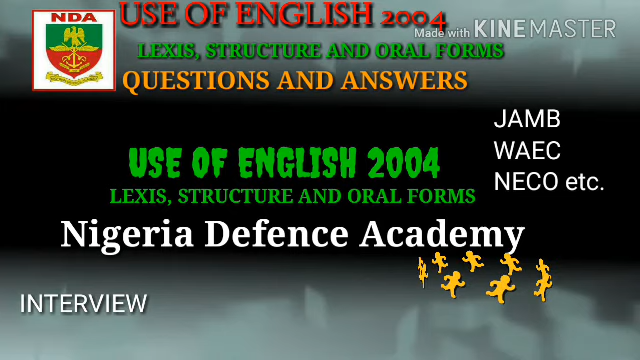 NDA
USE OF ENGLISH 2004
Made with KINEMASTER
LEXIS, STRUCTURE AND ORAL FORMS
QUESTIONS AND ANSWERS
JAMB
WAEC
NECO etc.
USE OF ENGLISH 2004
LEXIS, STRUCTURE AND ORAL FORMS
Nigeria Defence Academy
INTERVIEW